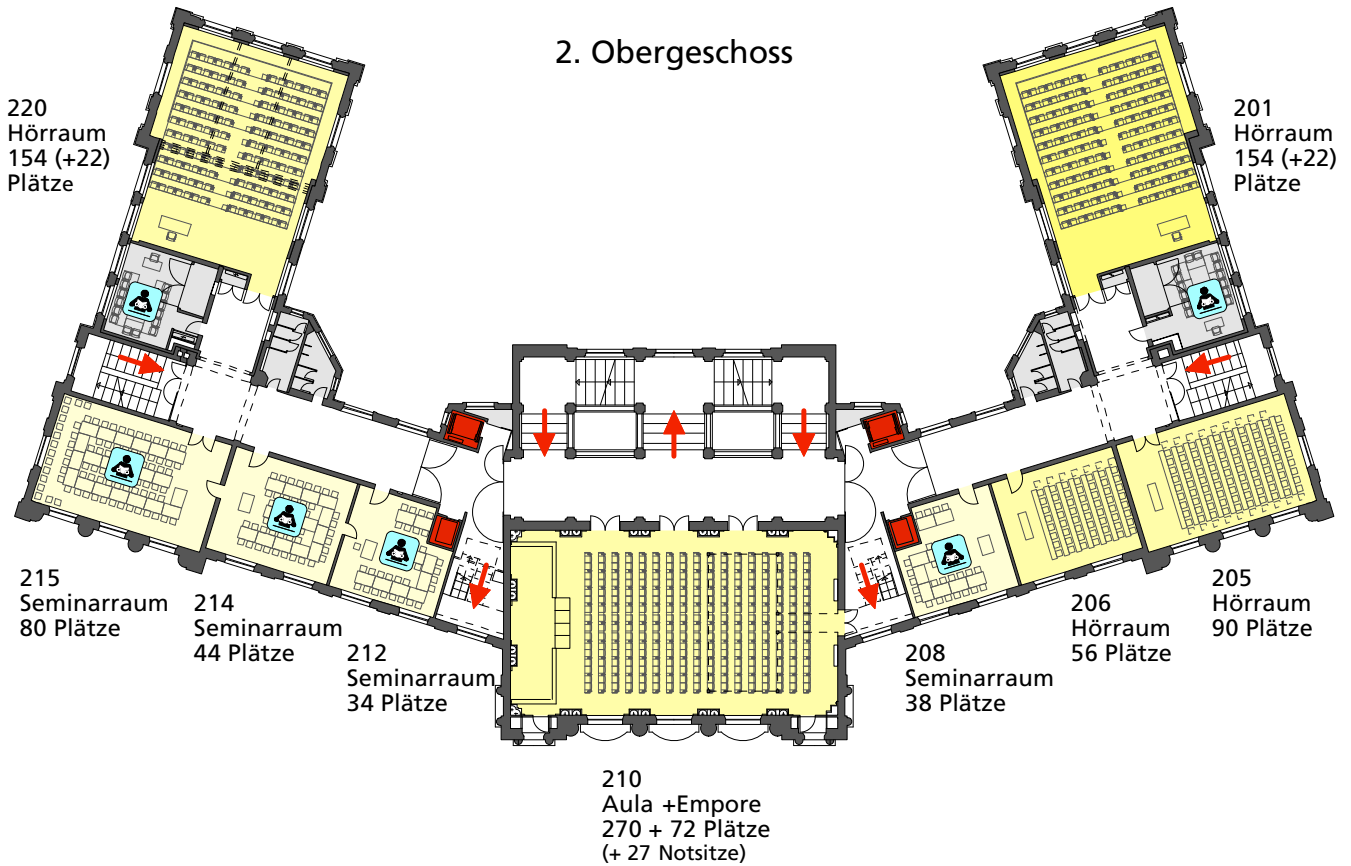 2. Obergeschoss
220
Hörraum
154 (+22)
Plätze
201
Hörraum
154 (+22)
Plätze
215
Seminarraum
80 Plätze
214
Seminarraum
44 Plätze
212
Seminarraum
34 Plätze
210
Aula +Empore
270 + 72 Plätze
(+ 27 Notsitze)
208
Seminarraum
38 Plätze
206
Hörraum
56 Plätze
205
Hörraum
90 Plätze